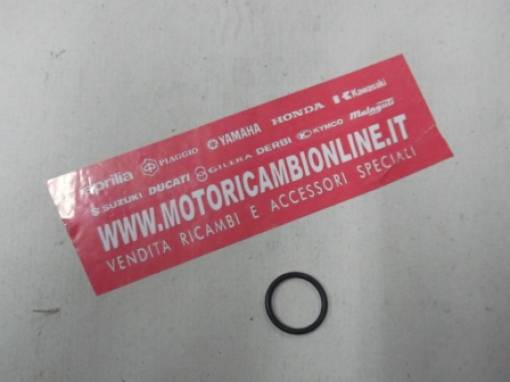 aprilia PIAGGIO YAMAHA HONDA Kawasaki
SUZUKI DUCATI GILERA DERBI KYMCO Malaguti
WWW.MOTORICAMBIONLINE.IT
VENDITA RICAMBI E ACCESSORI SPECIALI